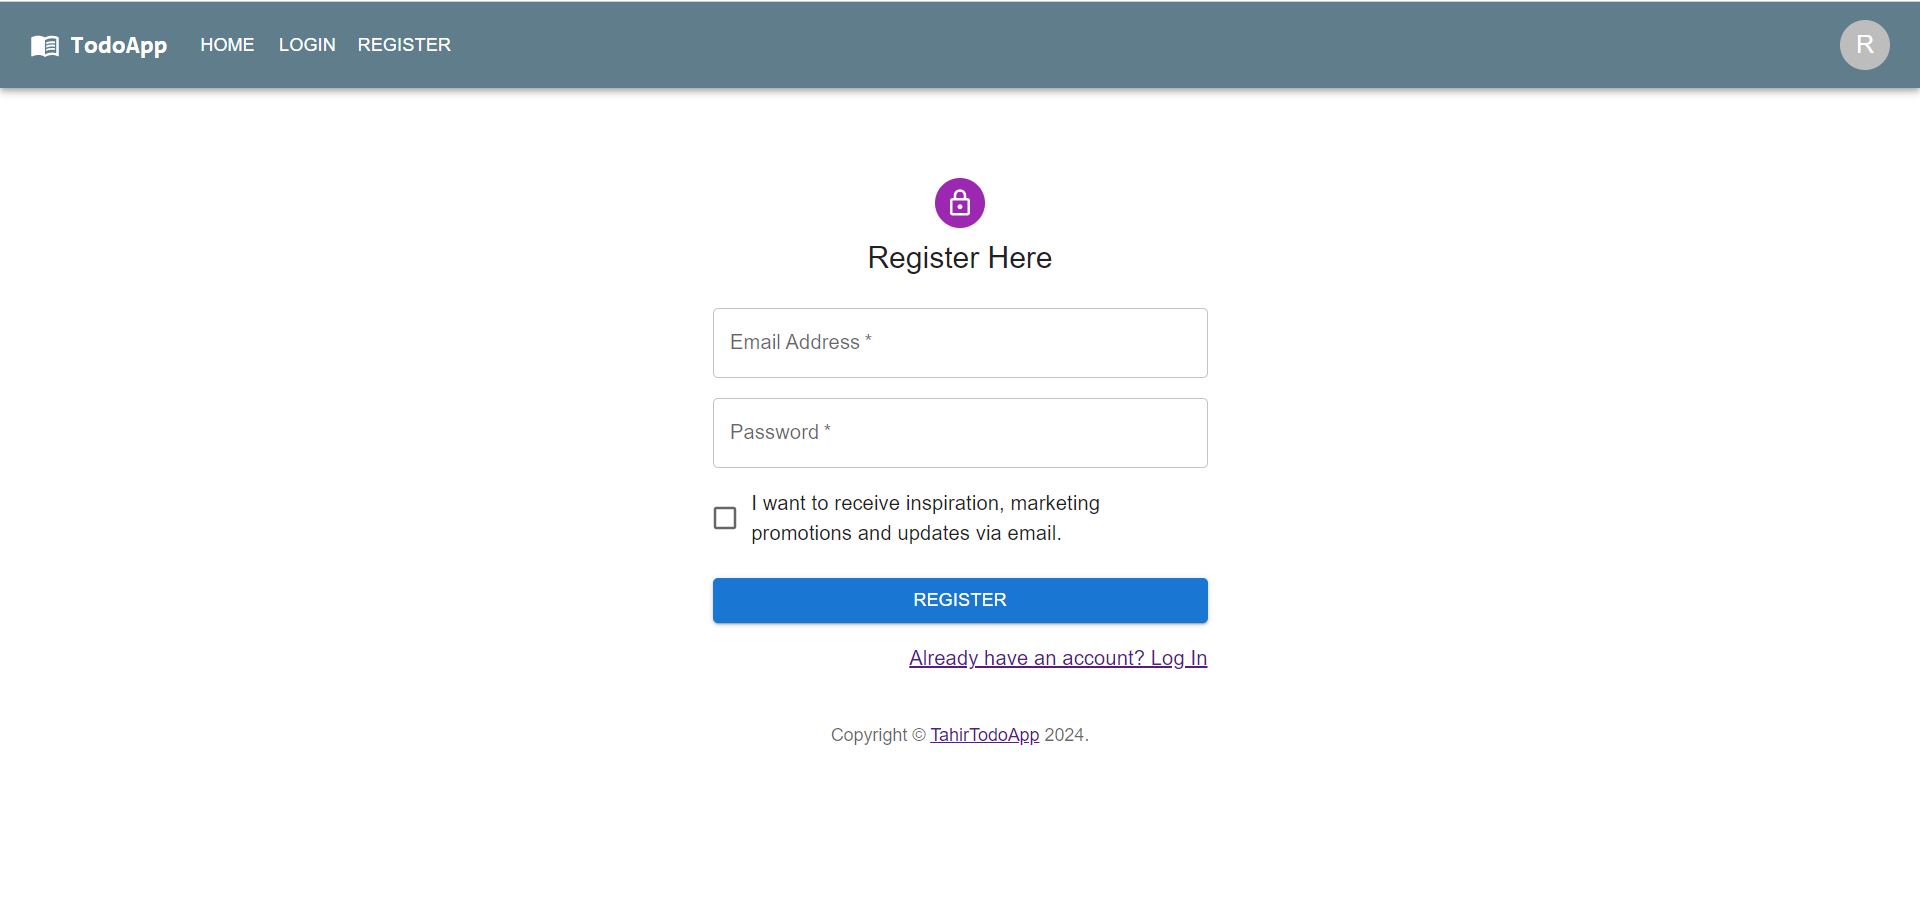 TodoApp HOME LOGIN REGISTER R
Register Here
Email Address *
Password *
I want to receive inspiration, marketing
promotions and updates via email.
REGISTER
Already have an account? Log In
Copyright © TahirTodoApp 2024.